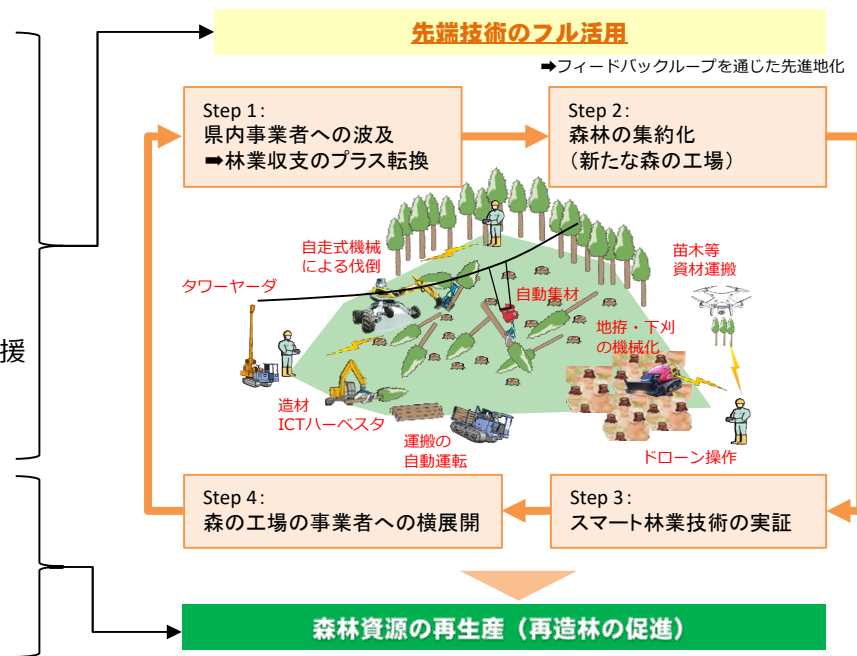 先端技術のフル活用
➡フィードバックループを通じた先進地化
Step 1：
県内事業者への波及
➡林業収支のプラス転換
Step 2：
森林の集約化
（新たな森の工場）
自走式機械
による伐倒
苗木等
資材運搬
タワーヤーダ
自動集材
地拵・下刈
の機械化
援
造材
ICTハーベスタ
運搬の
自動運転
ドローン操作
Step 4：
森の工場の事業者への横展開
Step 3：
スマート林業技術の実証
森林資源の再生産（再造林の促進）